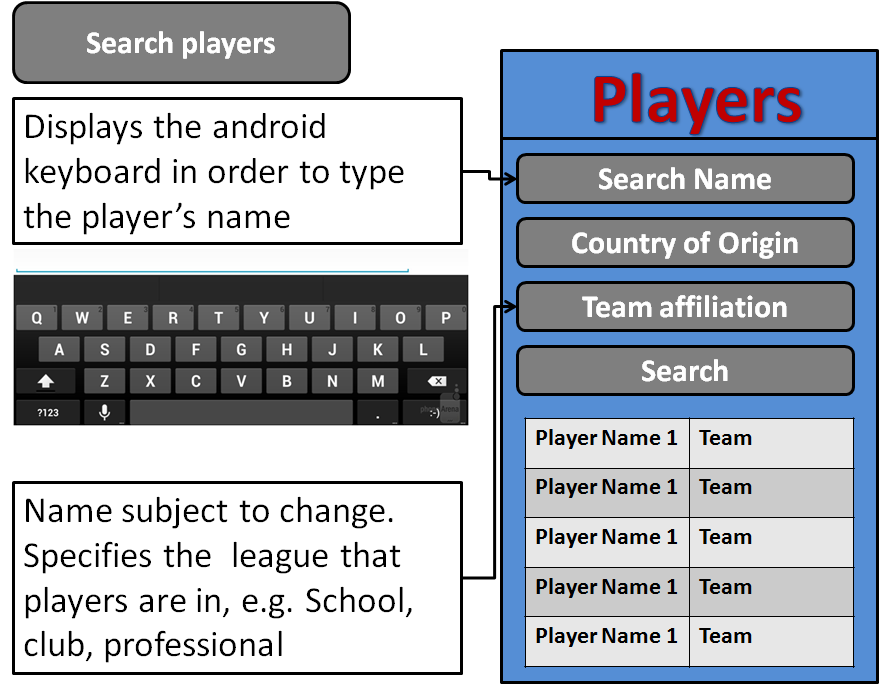 Search players
Displays the android
keyboard in order to type
the player's name
Q W E R T Y U I O P
A S D F G H J K L
Z X C V B N M
?123 . :-)
Name subject to change.
Specifies the league that
players are in, e.g. School,
club, professional
Players
Search Name
Country of Origin
Team affiliation
Search
Player Name 1 Team
Player Name 1 Team
Player Name 1 Team
Player Name 1 Team
Player Name 1 Team